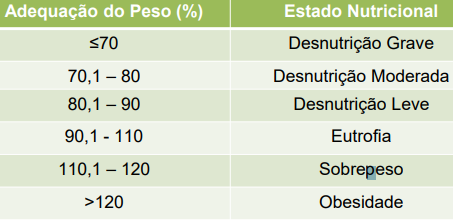 Adequação do Peso (%) Estado Nutricional
≤70 Desnutrição Grave
70,1 – 80 Desnutrição Moderada
80,1 – 90 Desnutrição Leve
90,1 - 110 Eutrofia
110,1 – 120 Sobrepeso
>120 Obesidade